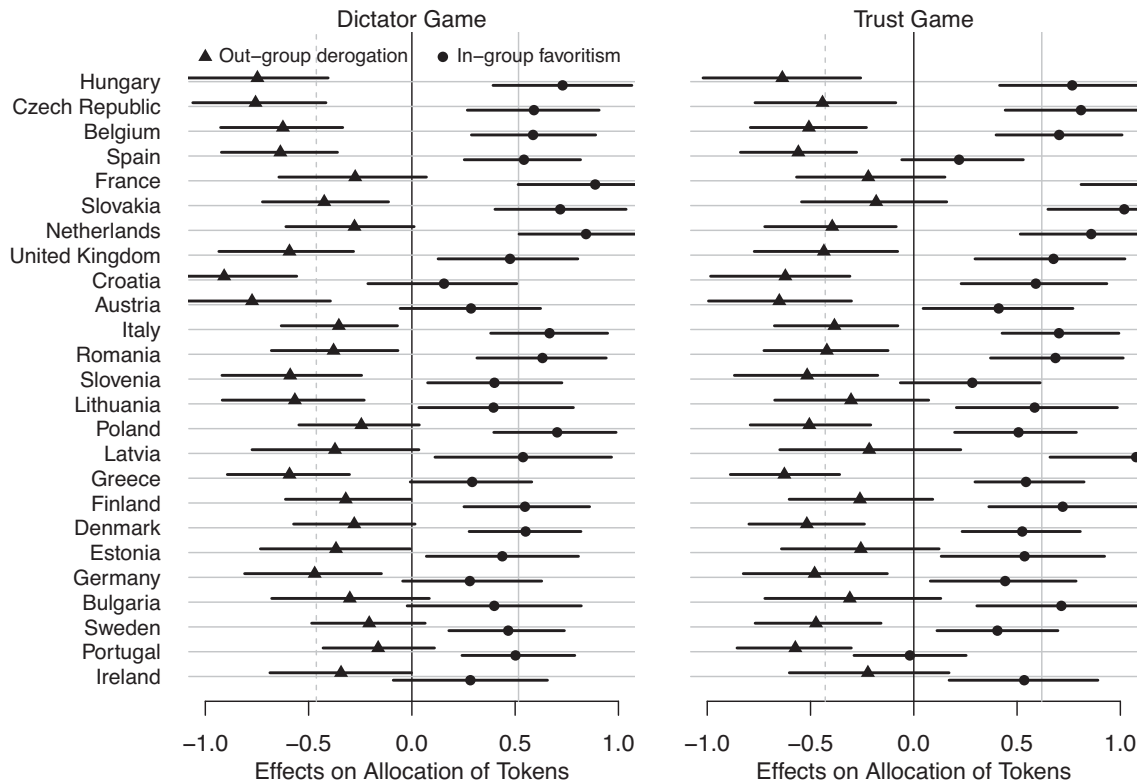 Dictator Game
Trust Game
Out−group derogation
In−group favoritism
Hungary
Czech Republic
Belgium
Spain
France
Slovakia
Netherlands
United Kingdom
Croatia
Austria
Italy
Romania
Slovenia
Lithuania
Poland
Latvia
Greece
Finland
Denmark
Estonia
Germany
Bulgaria
Sweden
Portugal
Ireland
−1.0 −0.5 0.0 0.5 1.0
−1.0 −0.5 0.0 0.5 1.0
Effects on Allocation of Tokens
Effects on Allocation of Tokens